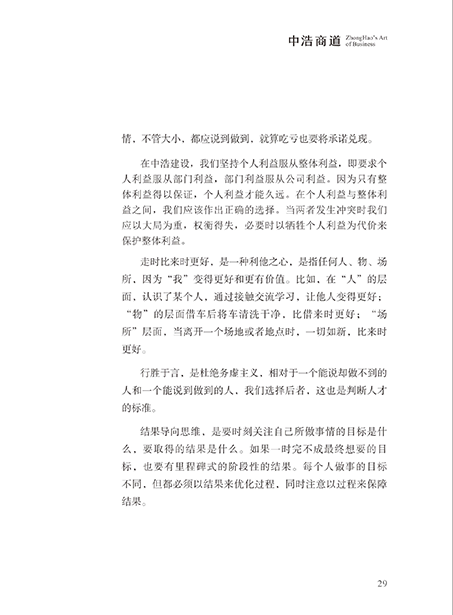 中浩商道 ZhongHao's Art
of Business
情，不管大小，都应说到做到，就算吃亏也要将承诺兑现。
在中浩建设，我们坚持个人利益服从整体利益，即要求个
人利益服从部门利益，部门利益服从公司利益。因为只有整
体利益得以保证，个人利益才能久远。在个人利益与整体利
益之间，我们应该作出正确的选择。当两者发生冲突时我们
应以大局为重，权衡得失，必要时以牺牲个人利益为代价来
保护整体利益。
走时比来时更好，是一种利他之心，是指任何人、物、场
所，因为“我”变得更好和更有价值。比如，在“人”的层
面，认识了某个人，通过接触交流学习，让他人变得更好；
“物”的层面借车后将车清洗干净，比借来时更好；“场
所”层面，当离开一个场地或者地点时，一切如新，比来时
更好。
行胜于言，是杜绝务虚主义，相对于一个能说却做不到的
人和一个能说到做到的人，我们选择后者，这也是判断人才
的标准。
结果导向思维，是要时刻关注自己所做事情的目标是什
么，要取得的结果是什么。如果一时完不成最终想要的目
标，也要有里程碑式的阶段性的结果。每个人做事的目标
不同，但都必须以结果来优化过程，同时注意以过程来保障
结果。
29